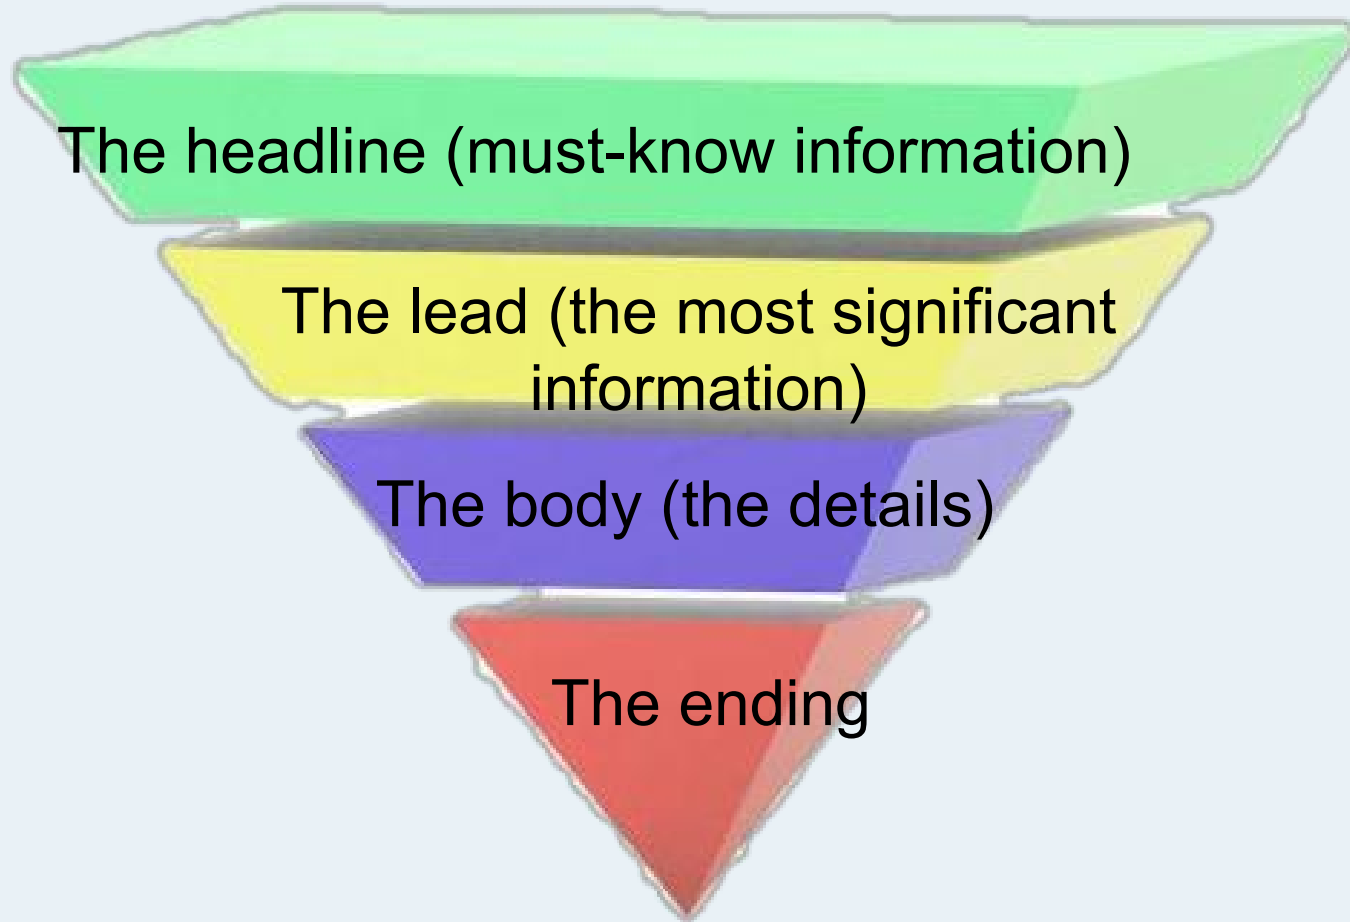 The headline (must-know information)
The lead (the most significant
information)
The body (the details)
The ending